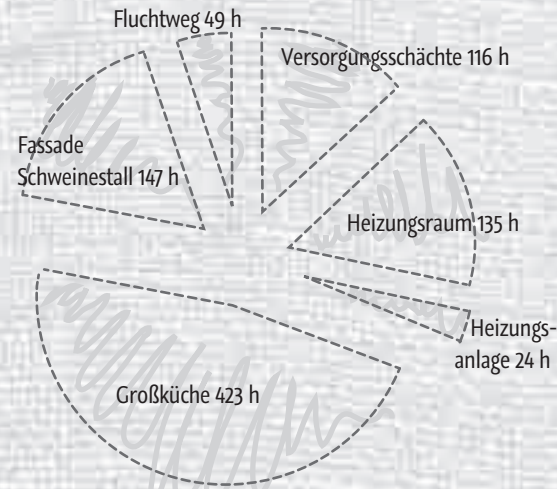 Fluchtweg 49 h
Versorgungsschächte 116 h
Fassade
Schweinestall 147 h
Heizungsraum 135 h
Heizungs-
anlage 24 h
Großküche 423 h